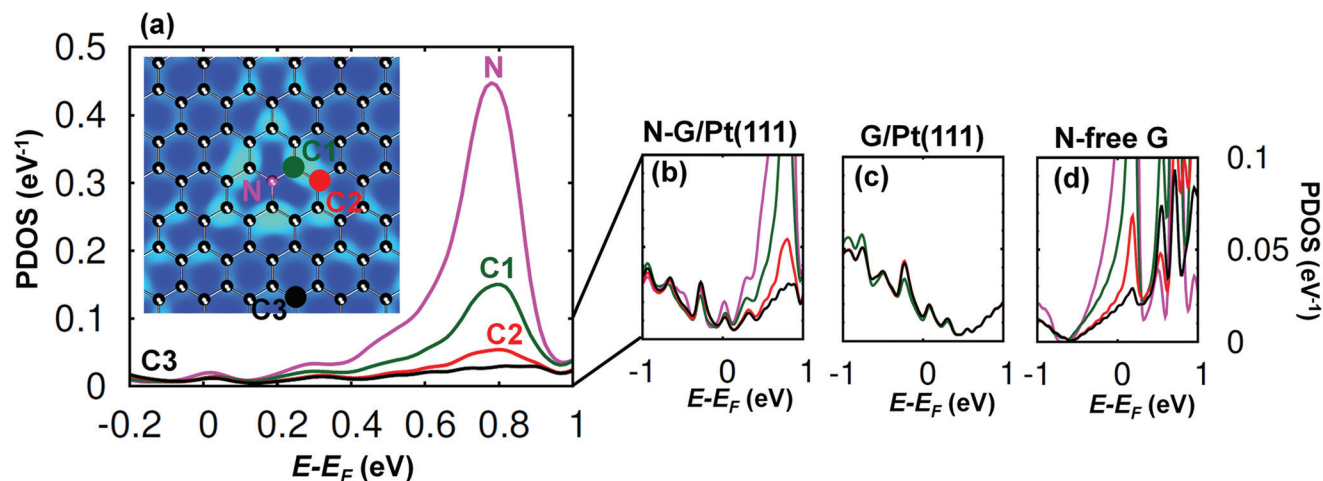 (a)
0.5
0.4
0.3
0.2
0.1
0
PDOS (eV⁻¹)
N
C1
N
C2
C3
C1
C2
C3
-0.2
0
0.2
0.4
0.6
0.8
1
E-E_F (eV)
N-G/Pt(111)
(b)
-1
0
1
E-E_F (eV)
G/Pt(111)
(c)
-1
0
1
E-E_F (eV)
N-free G
(d)
0.1
0.05
0
PDOS (eV⁻¹)
-1
0
1
E-E_F (eV)